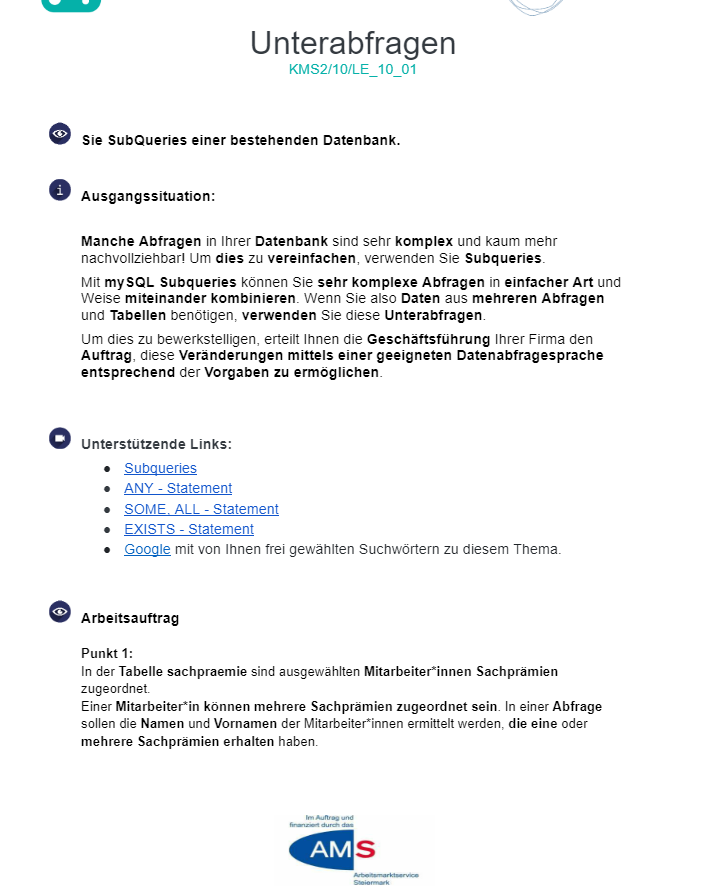 Unterabfragen
KMS2/10/LE_10_01
Sie SubQueries einer bestehenden Datenbank.
i
Ausgangssituation:
Manche Abfragen in Ihrer Datenbank sind sehr komplex und kaum mehr
nachvollziehbar! Um dies zu vereinfachen, verwenden Sie Subqueries.
Mit mySQL Subqueries können Sie sehr komplexe Abfragen in einfacher Art und
Weise miteinander kombinieren. Wenn Sie also Daten aus mehreren Abfragen
und Tabellen benötigen, verwenden Sie diese Unterabfragen.
Um dies zu bewerkstelligen, erteilt Ihnen die Geschäftsführung Ihrer Firma den
Auftrag, diese Veränderungen mittels einer geeigneten Datenabfragesprache
entsprechend der Vorgaben zu ermöglichen.
Unterstützende Links:
● Subqueries
● ANY - Statement
● SOME, ALL - Statement
● EXISTS - Statement
● Google mit von Ihnen frei gewählten Suchwörtern zu diesem Thema.
Arbeitsauftrag
Punkt 1:
In der Tabelle sachpraemie sind ausgewählten Mitarbeiter*innen Sachprämien
zugeordnet.
Einer Mitarbeiter*in können mehrere Sachprämien zugeordnet sein. In einer Abfrage
sollen die Namen und Vornamen der Mitarbeiter*innen ermittelt werden, die eine oder
mehrere Sachprämien erhalten haben.
Im Auftrag und
finanziert durch das
AMS
Arbeitsmarktservice
Steiermark